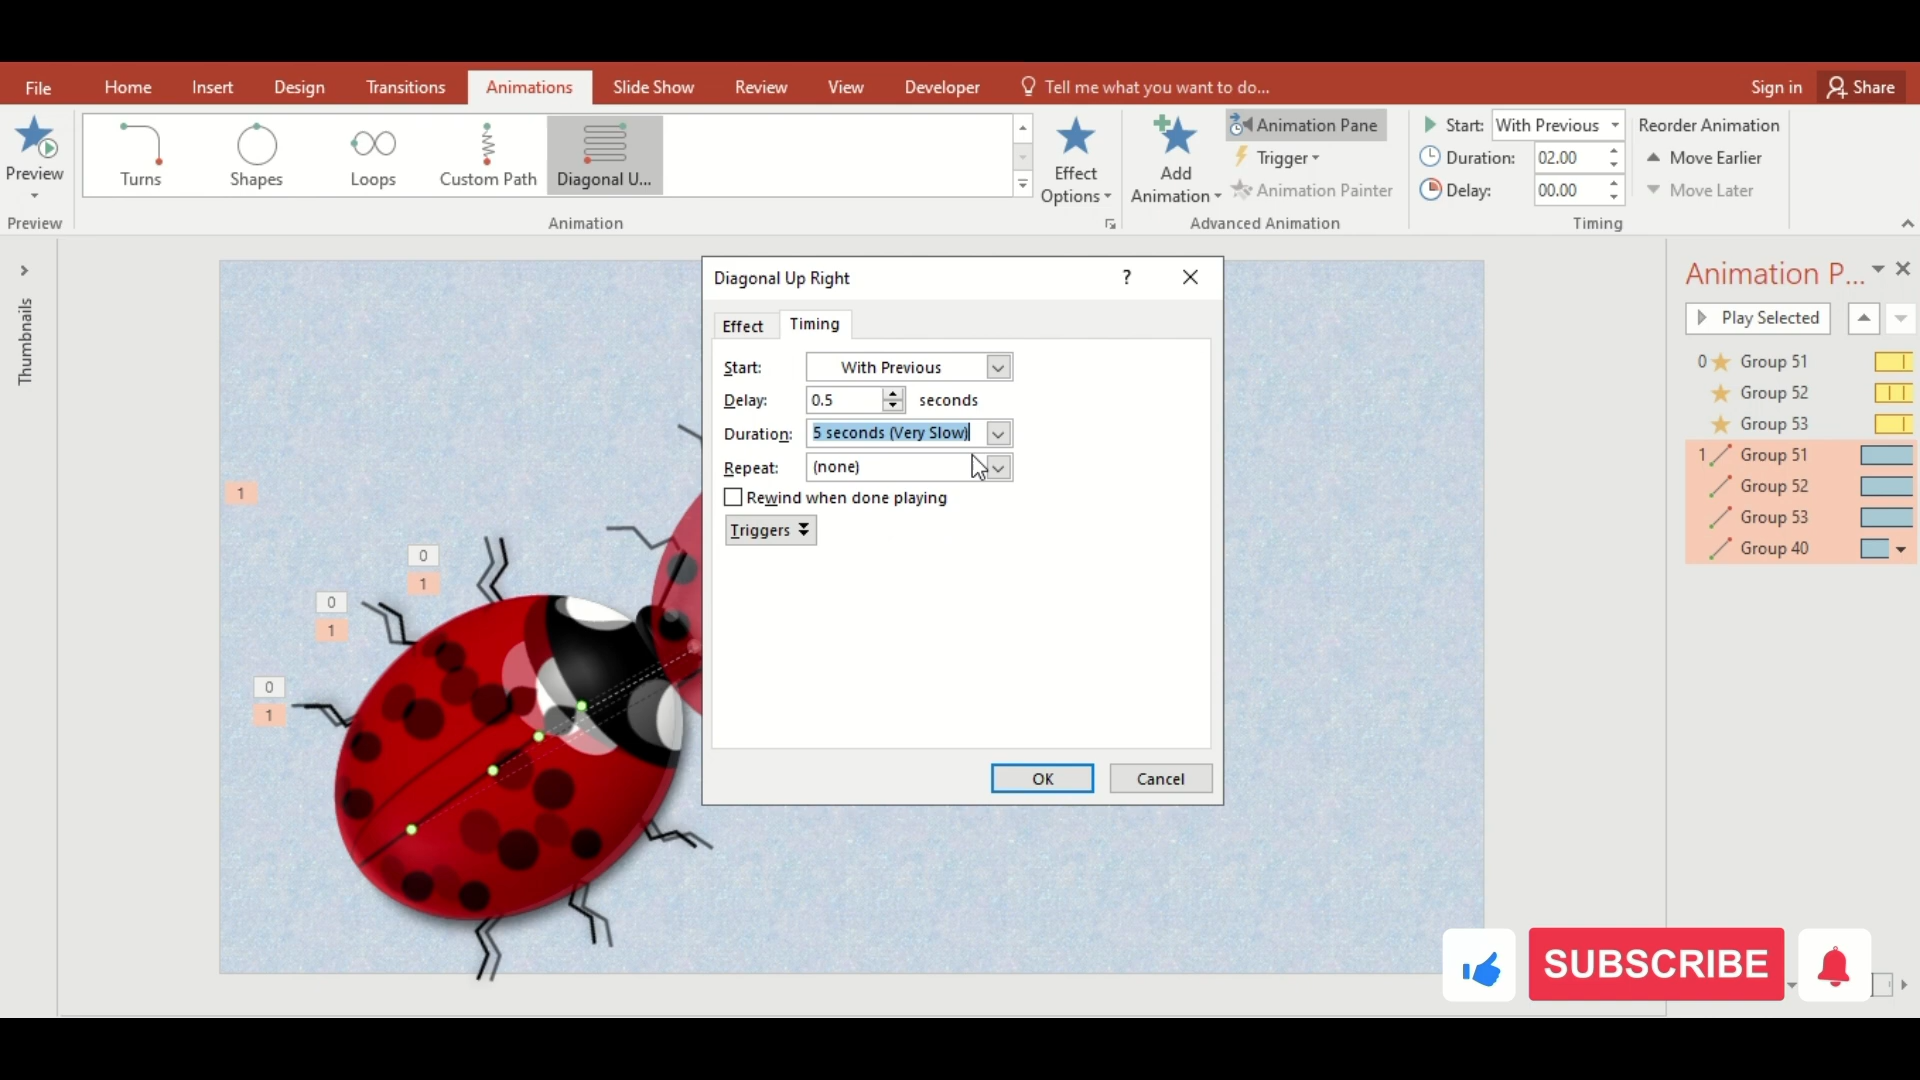 File Home Insert Design Transitions Animations Slide Show Review View Developer Tell me what you want to do... Sign in Share
Preview
Turns Shapes Loops Custom Path Diagonal U...
Effect Options
Add Animation
Animation Pane
Trigger
Animation Painter
Start: With Previous
Duration: 02.00
Delay: 00.00
Reorder Animation
Move Earlier
Move Later
Preview Animation Advanced Animation Timing
Thumbnails
1
0
1
0
1
0
1
Diagonal Up Right ?
Effect Timing
Start: With Previous
Delay: 0.5 seconds
Duration: 5 seconds (Very Slow)
Repeat: (none)
Rewind when done playing
Triggers
OK Cancel
Animation P...
Play Selected
0 Group 51
Group 52
Group 53
1 Group 51
Group 52
Group 53
Group 40
SUBSCRIBE